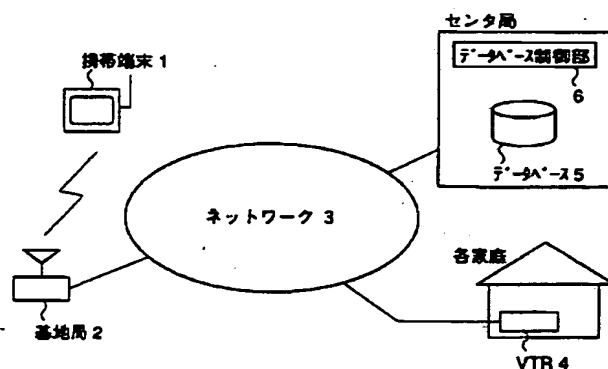 センタ局
データベース制御部
6
データベース5
携帯端末1
ネットワーク 3
基地局2
各家庭
VTR 4